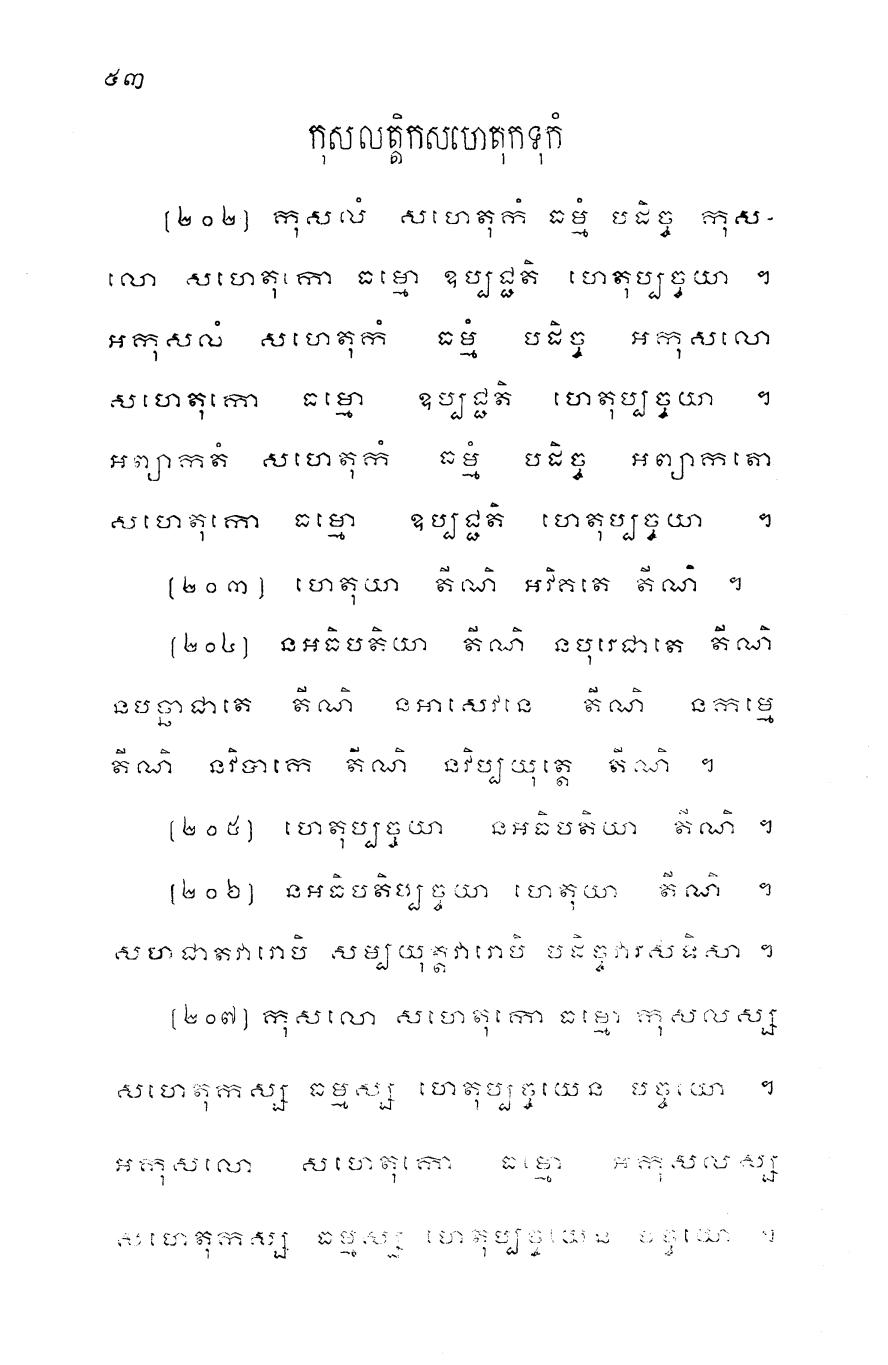 ៥៣
កុសលត្តិកសហេតុកទុកំ
[២០២] កុសលំ សហេតុកំ ធម្មំ បដិច្ច កុស-
លោ សហេតុកោ ធម្មោ ឧប្បជ្ជតិ ហេតុប្បច្ចយា ។
អកុសលំ សហេតុកំ ធម្មំ បដិច្ច អកុសលោ
សហេតុកោ ធម្មោ ឧប្បជ្ជតិ ហេតុប្បច្ចយា ។
អព្យាកតំ សហេតុកំ ធម្មំ បដិច្ច អព្យាកតោ
សហេតុកោ ធម្មោ ឧប្បជ្ជតិ ហេតុប្បច្ចយា ។
[២០៣] ហេតុយា តីណិ អវិគតេ តីណិ ។
[២០៤] នអធិបតិយា តីណិ នបុរេជាតេ តីណិ
នបច្ឆាជាតេ តីណិ នអាសេវនេ តីណិ នកម្មេ
តីណិ នវិបាកេ តីណិ នវិប្បយុត្តេ តីណិ ។
[២០៥] ហេតុប្បច្ចយា នអធិបតិយា តីណិ ។
[២០៦] នអធិបតិប្បច្ចយា ហេតុយា តីណិ ។
សហជាតវារោបិ សម្បយុត្តវារោបិ បដិច្ចវារសទិសា ។
[២០៧] កុសលោ សហេតុកោ ធម្មោ កុសលស្ស
សហេតុកស្ស ធម្មស្ស ហេតុប្បច្ចយេន បច្ចយោ ។
អកុសលោ សហេតុកោ ធម្មោ អកុសលស្ស
សហេតុកស្ស ធម្មស្ស ហេតុប្បច្ចយេន បច្ចយោ ។